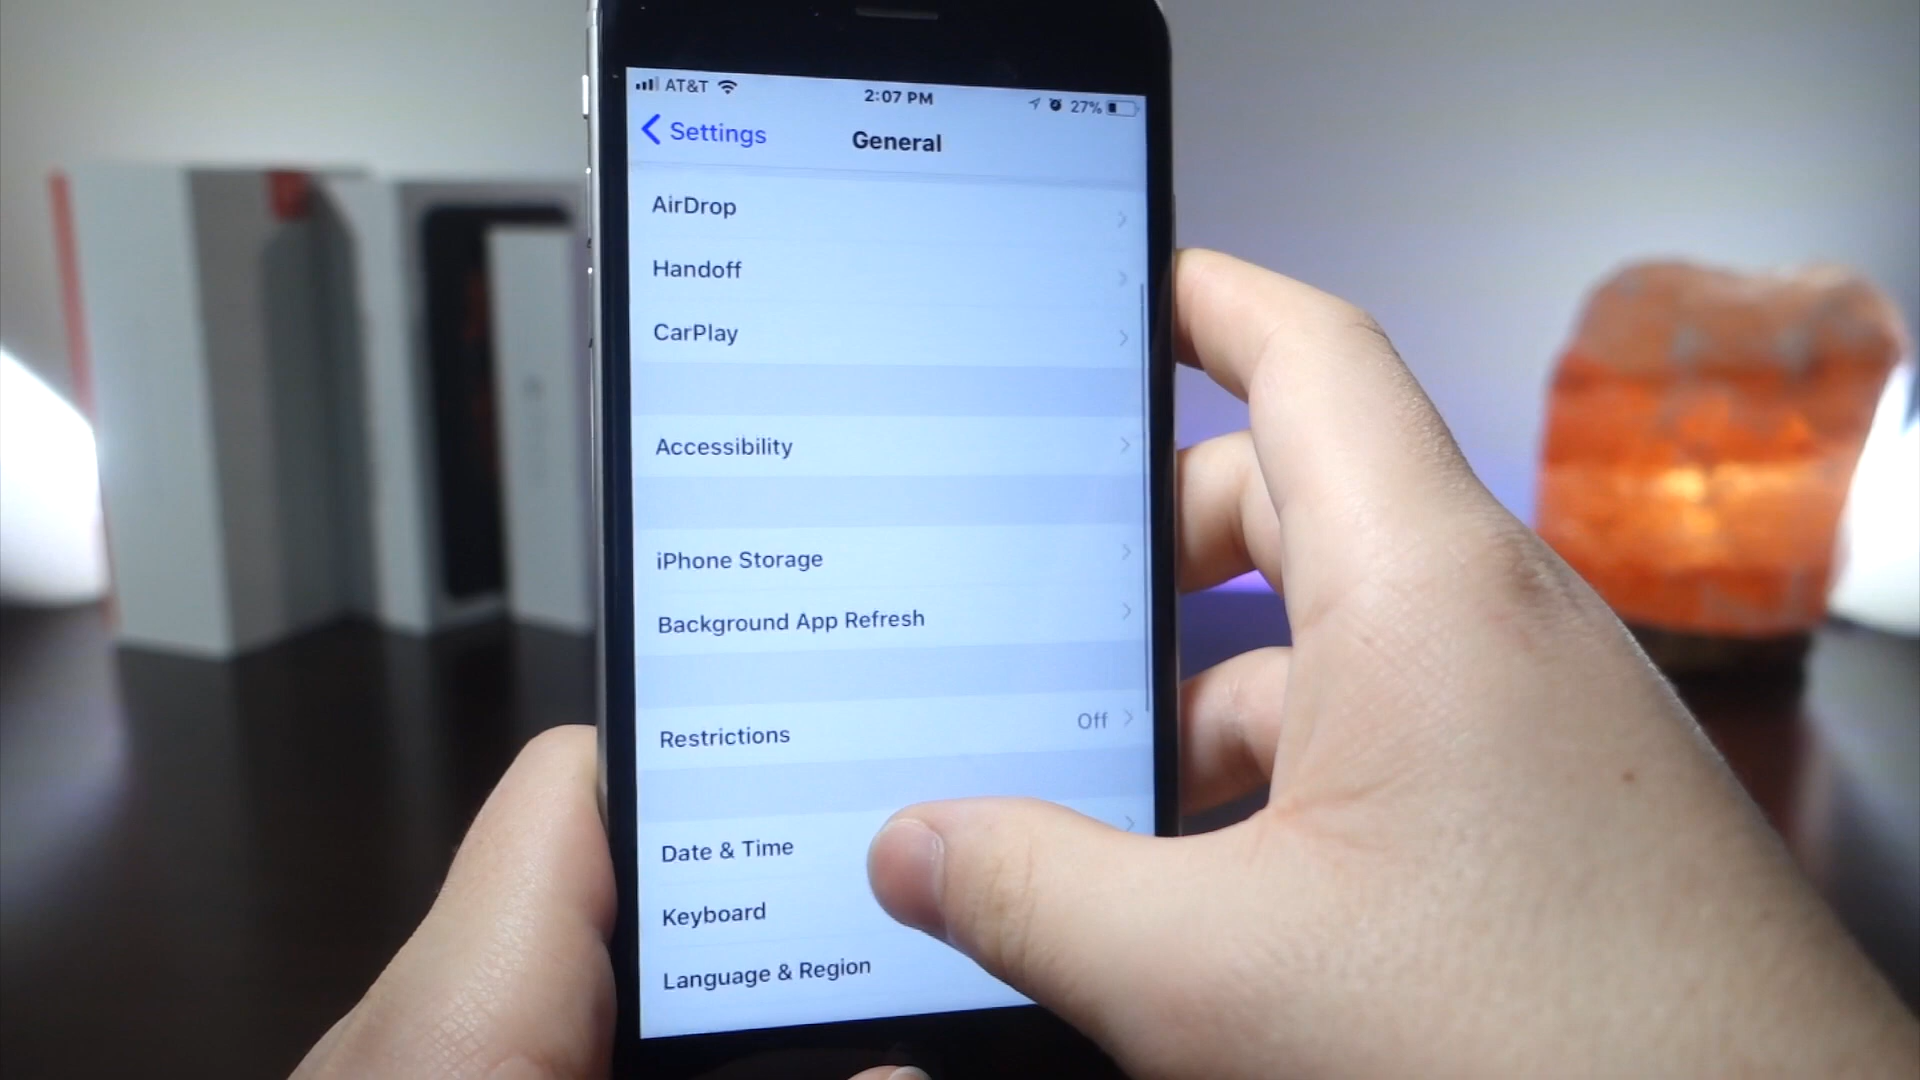 AT&T
2:07 PM
27%
Settings
General
AirDrop
Handoff
CarPlay
Accessibility
iPhone Storage
Background App Refresh
Restrictions Off
Date & Time
Keyboard
Language & Region